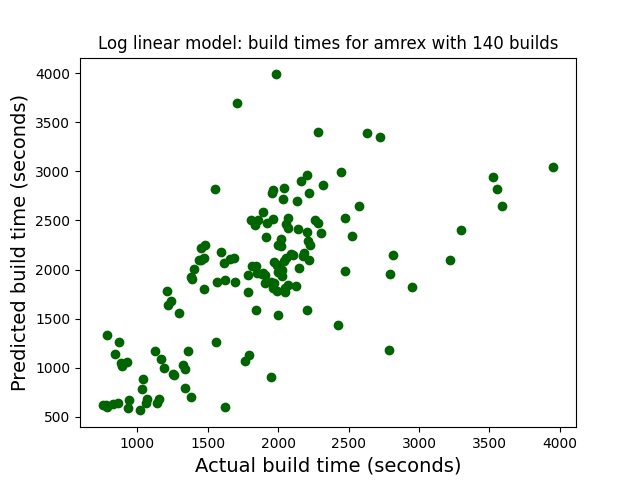 Log linear model: build times for amrex with 140 builds
4000
3500
3000
2500
2000
1500
1000
500
Predicted build time (seconds)
1000 1500 2000 2500 3000 3500 4000
Actual build time (seconds)